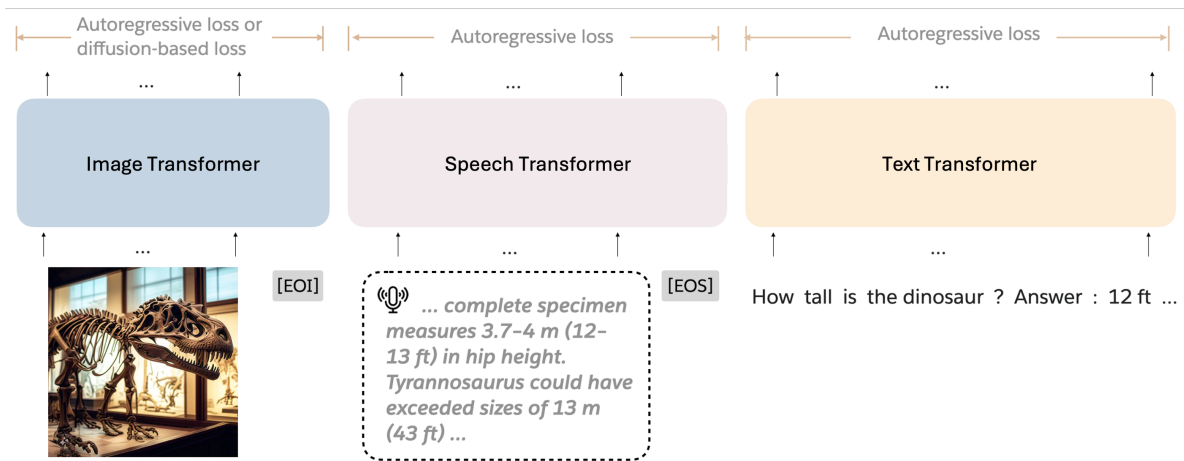 Autoregressive loss or
diffusion-based loss
Autoregressive loss
Autoregressive loss
...
...
...
Image Transformer
Speech Transformer
Text Transformer
...
...
...
[EOI]
... complete specimen
measures 3.7–4 m (12–
13 ft) in hip height.
Tyrannosaurus could have
exceeded sizes of 13 m
(43 ft) ...
[EOS]
How tall is the dinosaur ? Answer : 12 ft ...